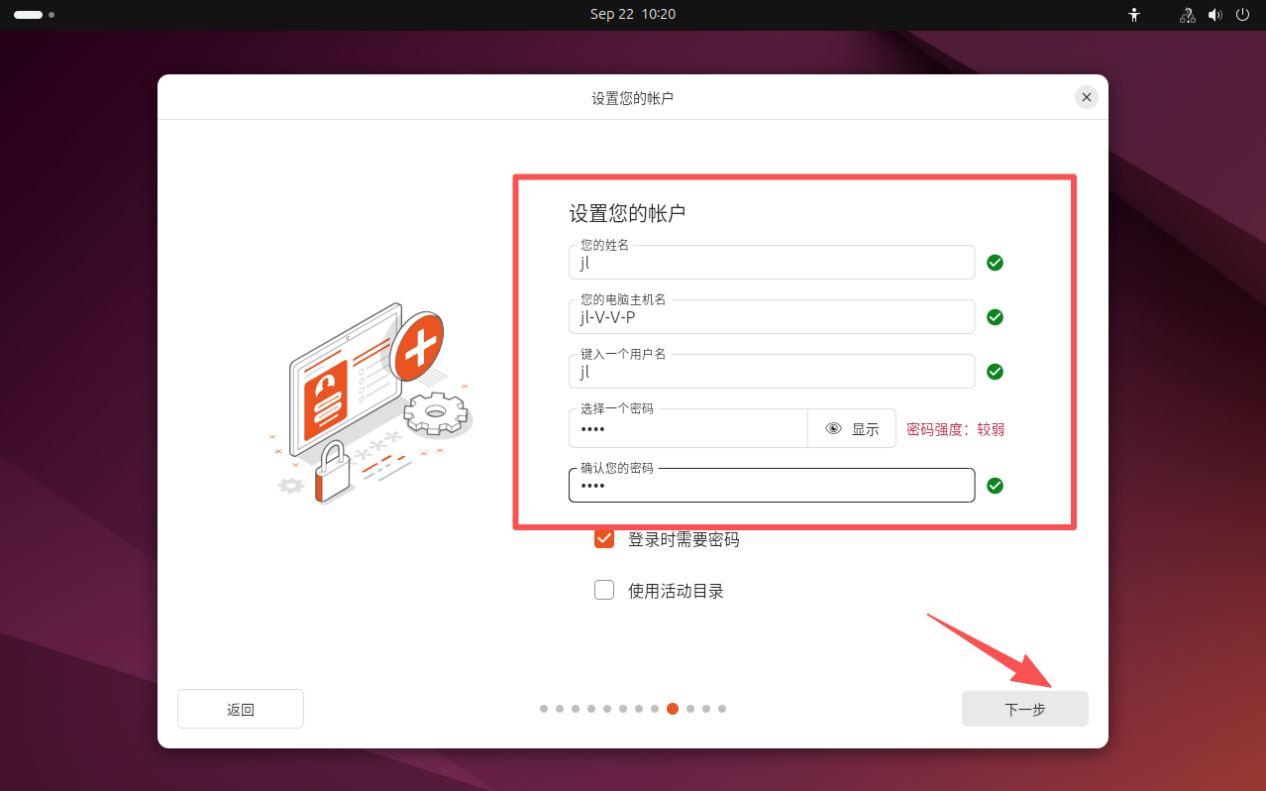 Sep 22 10:20
设置您的帐户
设置您的帐户
您的姓名
jl
您的电脑主机名
jl-V-V-P
键入一个用户名
jl
选择一个密码
••••
显示
密码强度：较弱
确认您的密码
••••
登录时需要密码
使用活动目录
返回
下一步